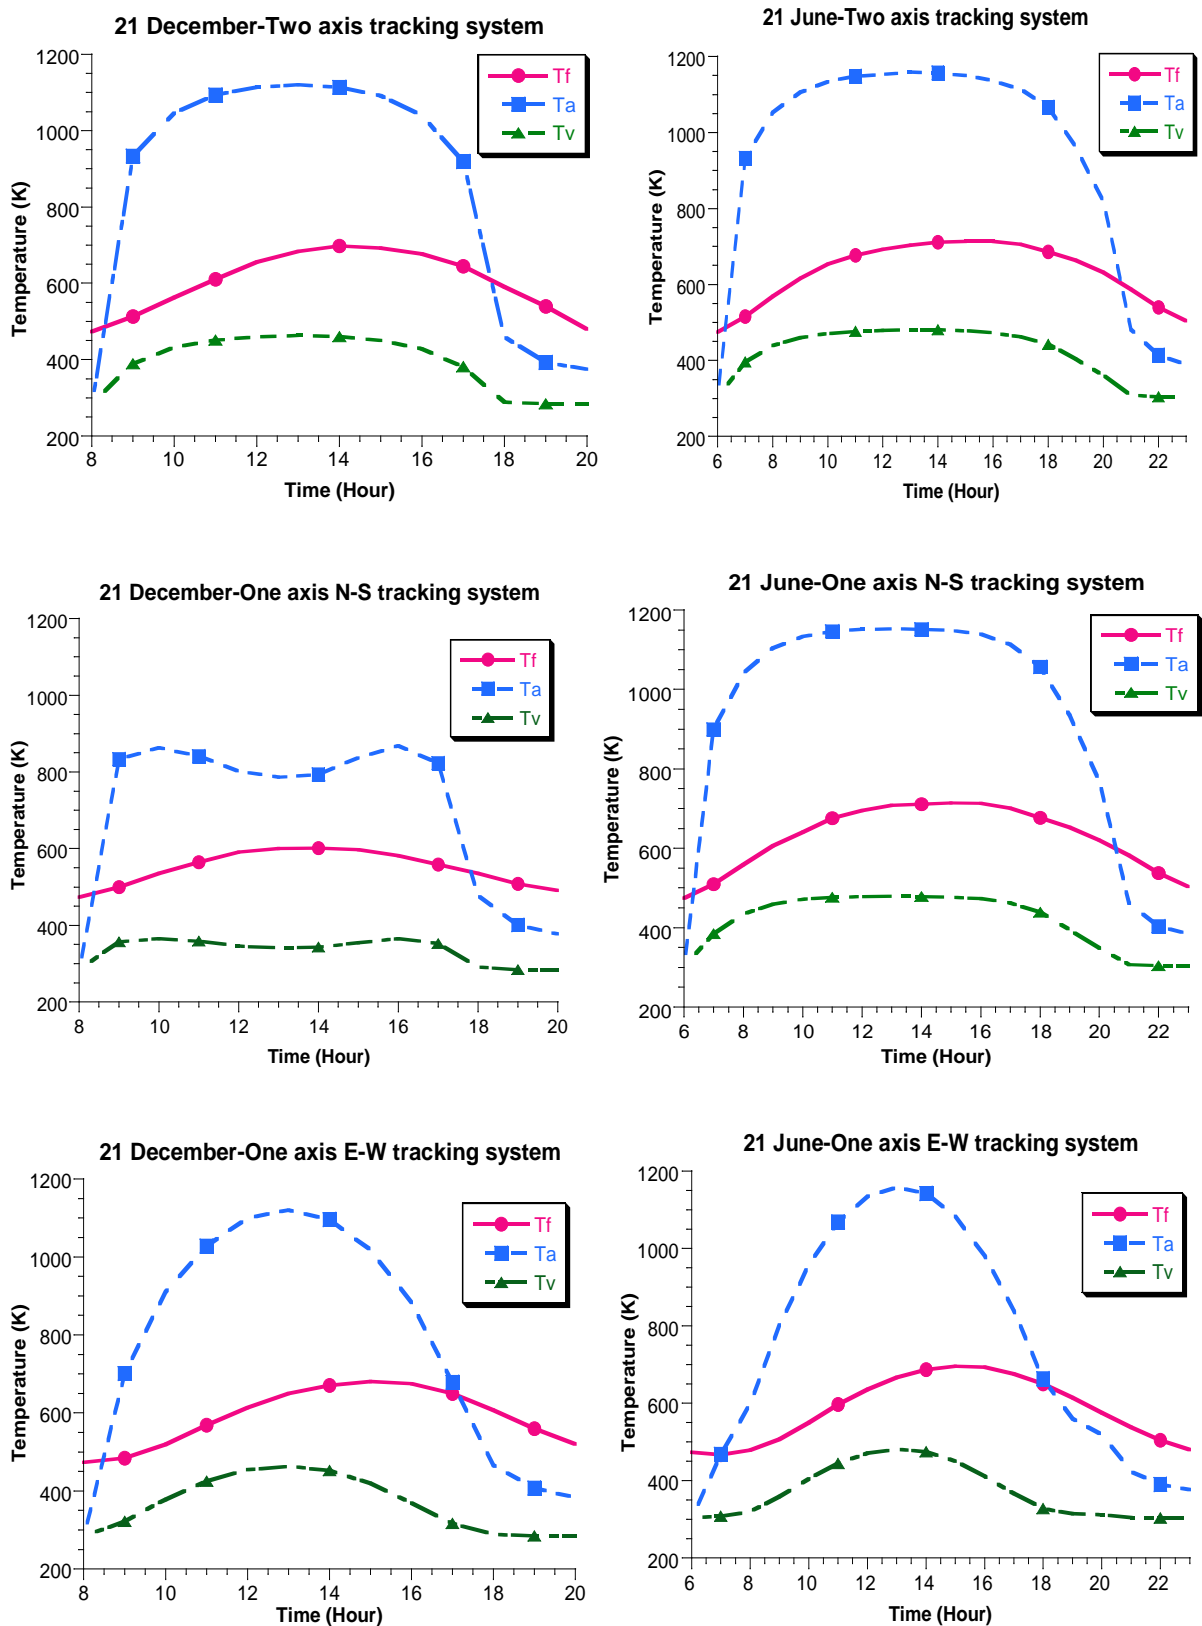 21 December-Two axis tracking system
Tf
Ta
Tv
Temperature (K)
1200
1000
800
600
400
200
8 10 12 14 16 18 20
Time (Hour)
21 June-Two axis tracking system
Tf
Ta
Tv
Temperature (K)
1200
1000
800
600
400
200
6 8 10 12 14 16 18 20 22
Time (Hour)
21 December-One axis N-S tracking system
Tf
Ta
Tv
Temperature (K)
1200
1000
800
600
400
200
8 10 12 14 16 18 20
Time (Hour)
21 June-One axis N-S tracking system
Tf
Ta
Tv
Temperature (K)
1200
1000
800
600
400
200
6 8 10 12 14 16 18 20 22
Time (Hour)
21 December-One axis E-W tracking system
Tf
Ta
Tv
Temperature (K)
1200
1000
800
600
400
200
8 10 12 14 16 18 20
Time (Hour)
21 June-One axis E-W tracking system
Tf
Ta
Tv
Temperature (K)
1200
1000
800
600
400
200
6 8 10 12 14 16 18 20 22
Time (Hour)